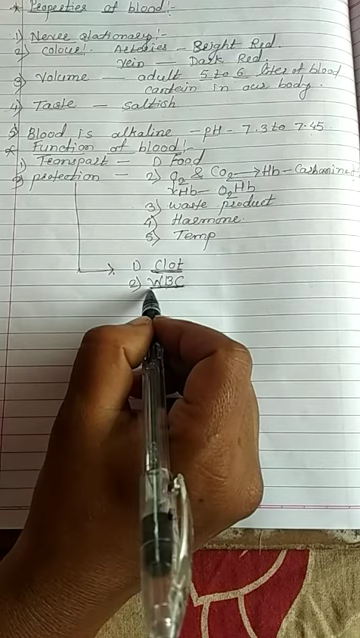 * Properties of blood:-
1) Never stationary:-
2) Colour:- Arteries - Bright Red.
Vein - Dark Red.
3) Volume - adult 5 to 6 liter of blood
contein in our body.
4) Taste - Saltish
5) Blood is alkaline - pH - 7.3 to 7.45
* Function of blood:-
1) Transport - 1) Food
2) protection - 2) O2 & CO2 → Hb - Carbamino
Hb - O2Hb
3) waste product
4) Harmone.
5) Temp
1) Clot
2) WBC